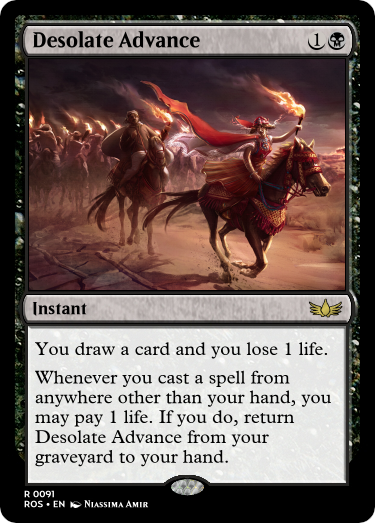 Desolate Advance 1
Instant
You draw a card and you lose 1 life.
Whenever you cast a spell from
anywhere other than your hand, you
may pay 1 life. If you do, return
Desolate Advance from your
graveyard to your hand.
R 0091
ROS • EN Niassima Amir